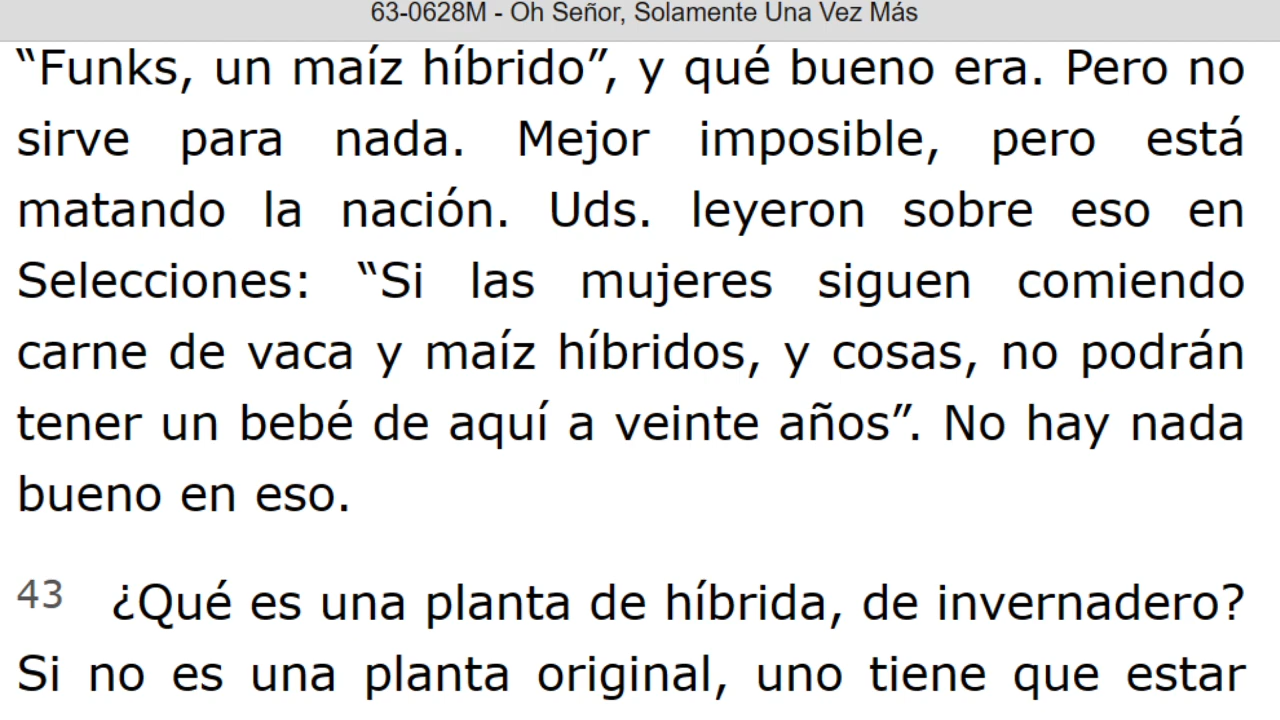 63-0628M - Oh Señor, Solamente Una Vez Más
“Funks, un maíz híbrido”, y qué bueno era. Pero no
sirve para nada. Mejor imposible, pero está
matando la nación. Uds. leyeron sobre eso en
Selecciones: “Si las mujeres siguen comiendo
carne de vaca y maíz híbridos, y cosas, no podrán
tener un bebé de aquí a veinte años”. No hay nada
bueno en eso.
43 ¿Qué es una planta de híbrida, de invernadero?
Si no es una planta original, uno tiene que estar